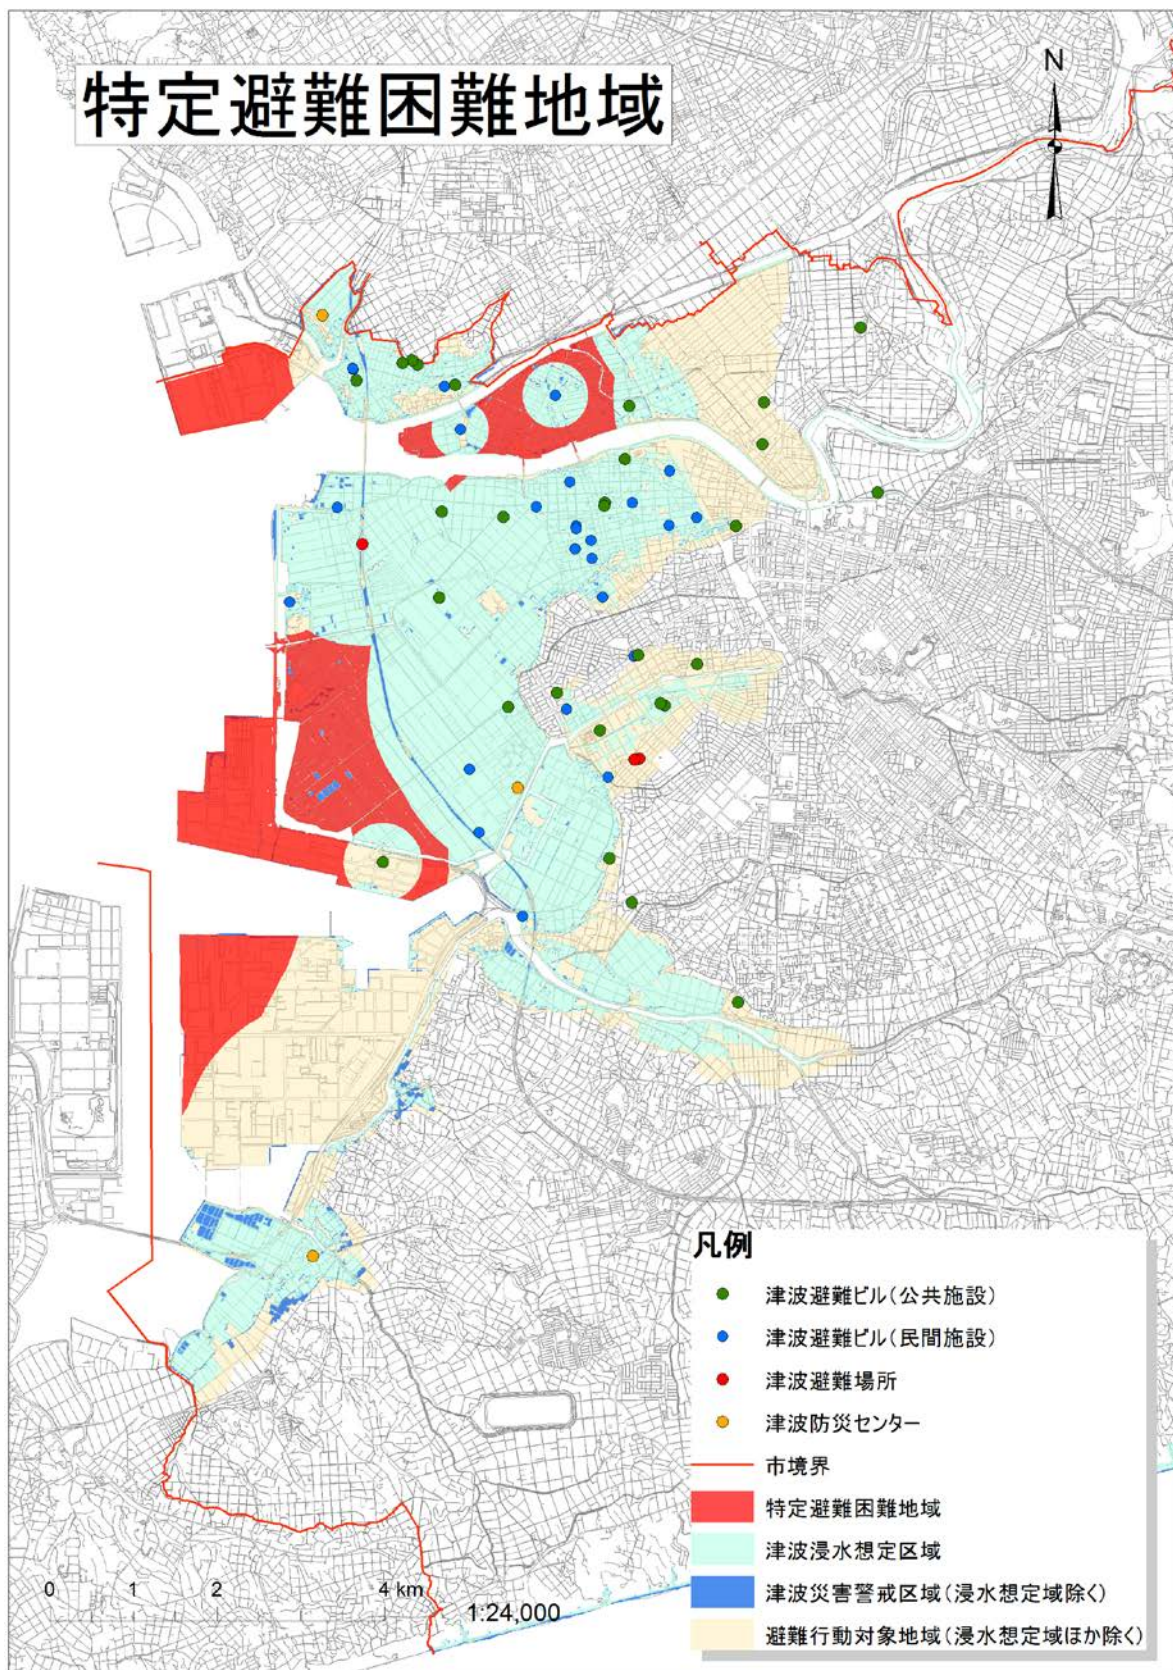 特定避難困難地域
N
凡例
津波避難ビル(公共施設)
津波避難ビル(民間施設)
津波避難場所
津波防災センター
市境界
特定避難困難地域
津波浸水想定区域
津波災害警戒区域(浸水想定域除く)
避難行動対象地域(浸水想定域ほか除く)
0 1 2 4 km
1:24,000